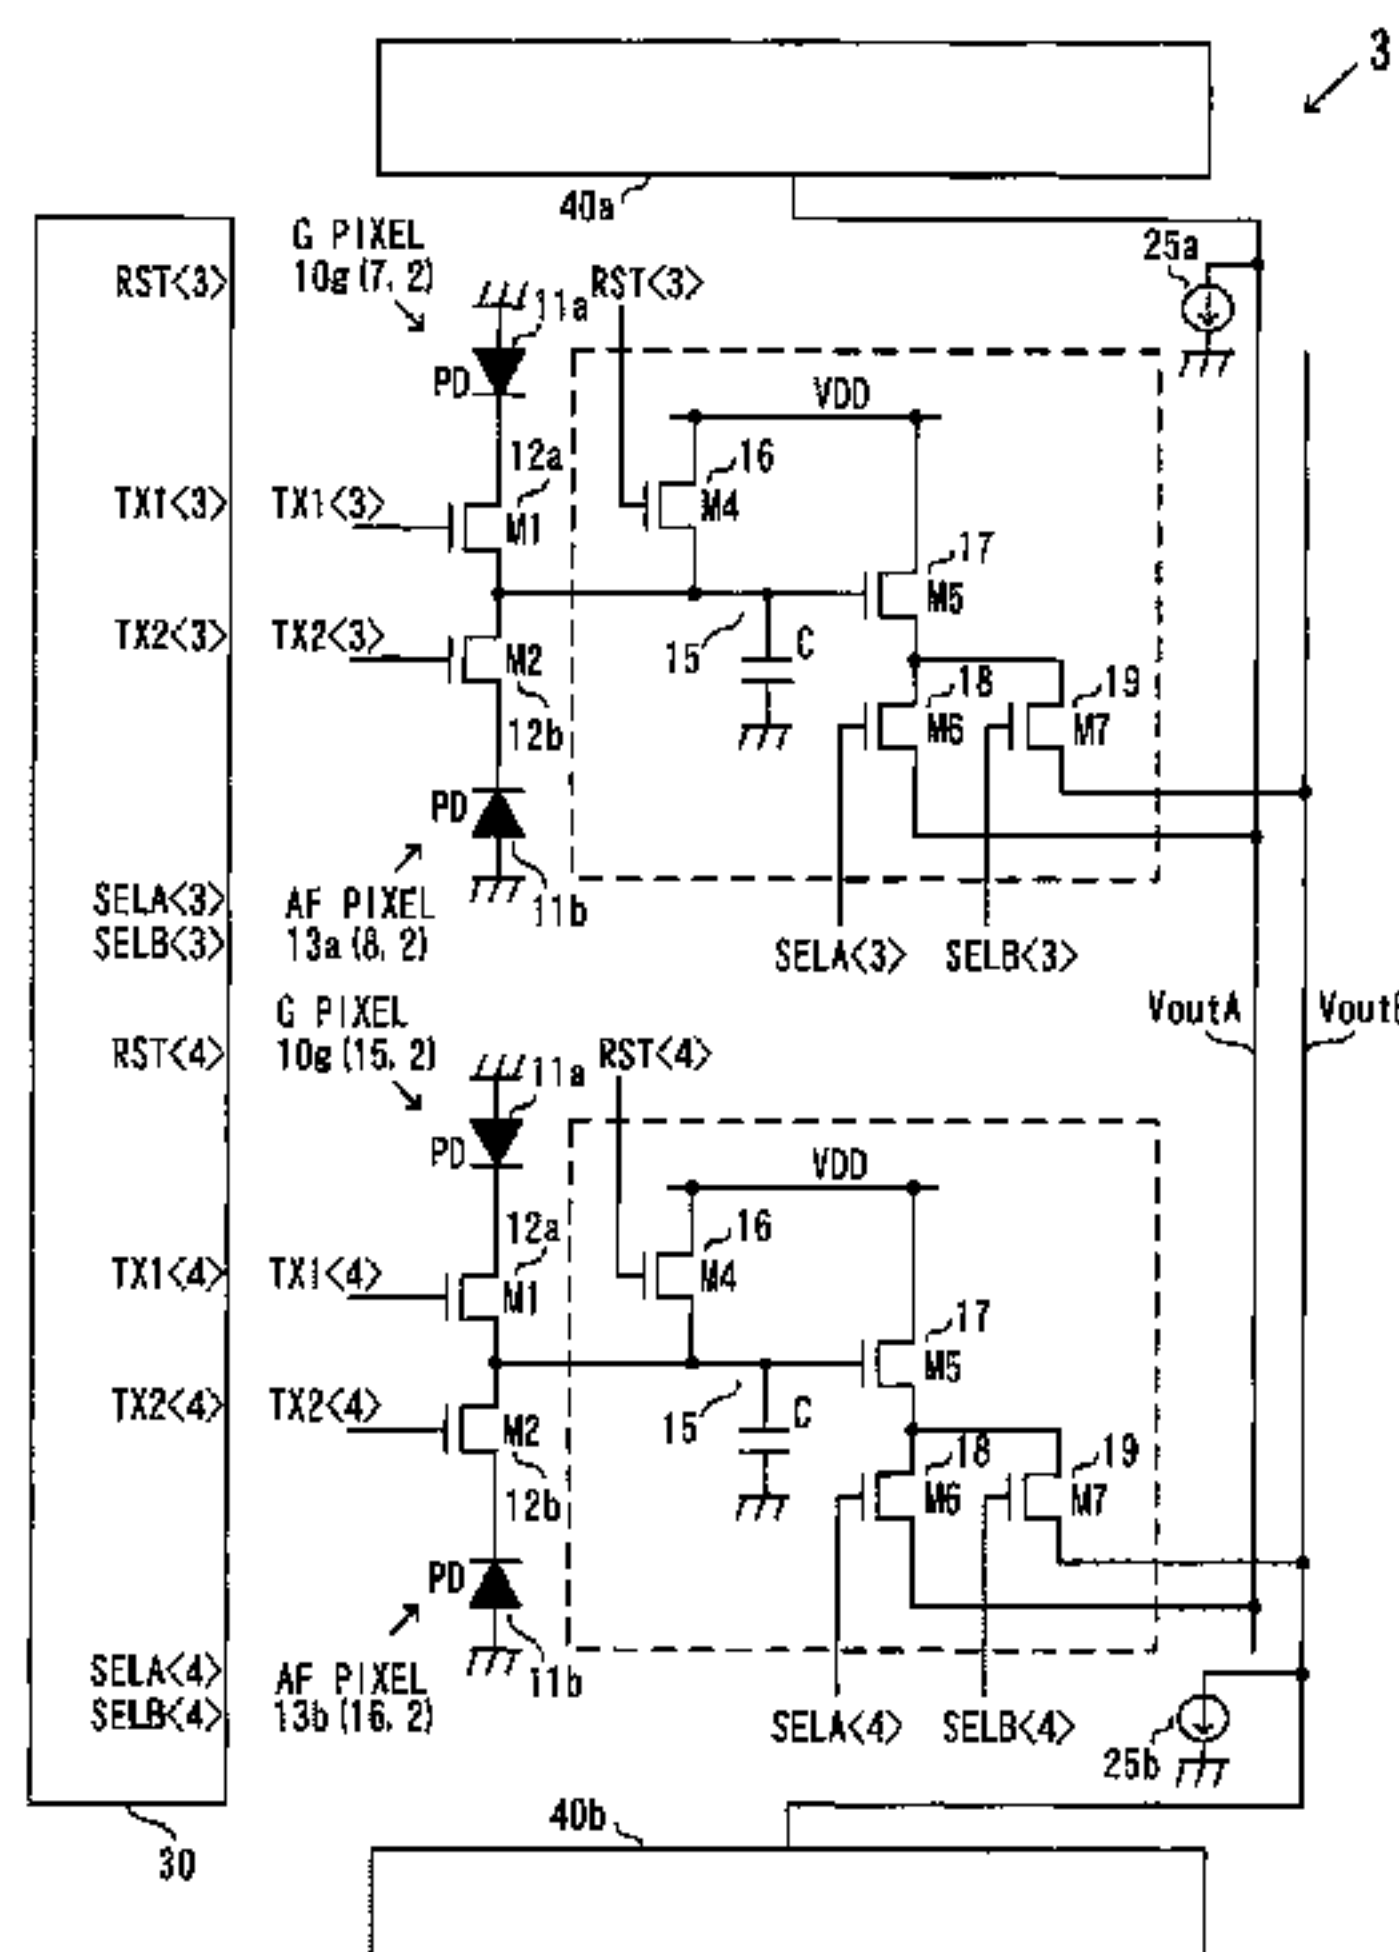 3
40a
25a
G PIXEL
10g (7, 2)
RST<3>
RST<3>
11a
PD
VDD
12a
16
TX1<3>
TX1<3>
M1
M4
17
M5
TX2<3>
TX2<3>
M2
15
C
18
19
12b
M6
M7
PD
SELA<3>
SELB<3>
AF PIXEL
13a (8, 2)
11b
SELA<3>
SELB<3>
VoutA
G PIXEL
10g (15, 2)
RST<4>
RST<4>
11a
PD
VDD
12a
16
TX1<4>
TX1<4>
M1
M4
17
M5
TX2<4>
TX2<4>
M2
15
C
18
19
12b
M6
M7
PD
SELA<4>
SELB<4>
AF PIXEL
13b (16, 2)
11b
SELA<4>
SELB<4>
25b
40b
30